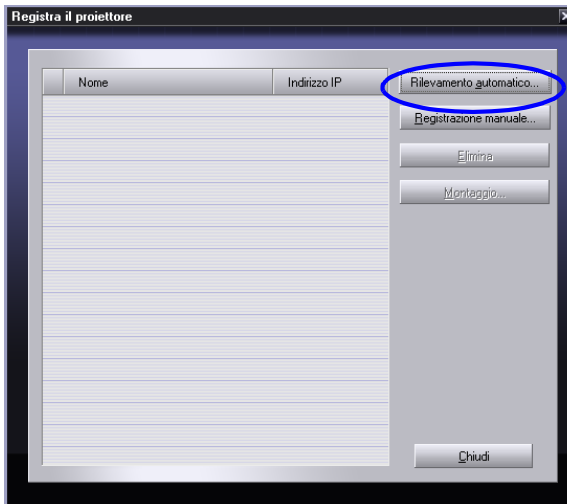 Registra il proiettore
Nome Indirizzo IP
Rilevamento automatico...
Registrazione manuale...
Elimina
Montaggio...
Chiudi